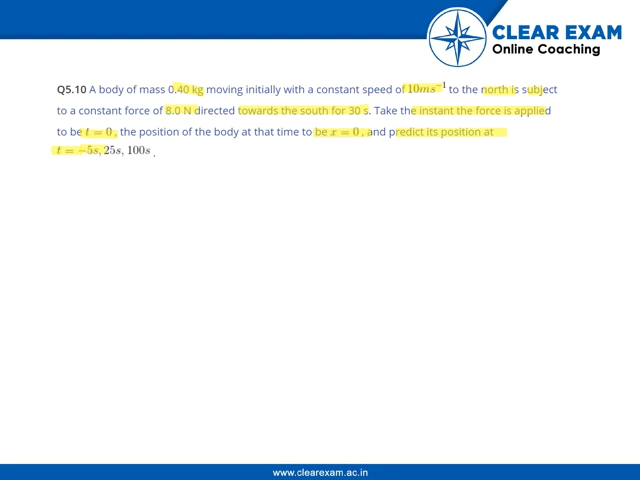 CLEAR EXAM
Online Coaching
Q5.10 A body of mass 0.40 kg moving initially with a constant speed of 10ms⁻¹ to the north is subject
to a constant force of 8.0 N directed towards the south for 30 s. Take the instant the force is applied
to be t = 0, the position of the body at that time to be x = 0, and predict its position at
t = −5s, 25s, 100s .
www.clearexam.ac.in